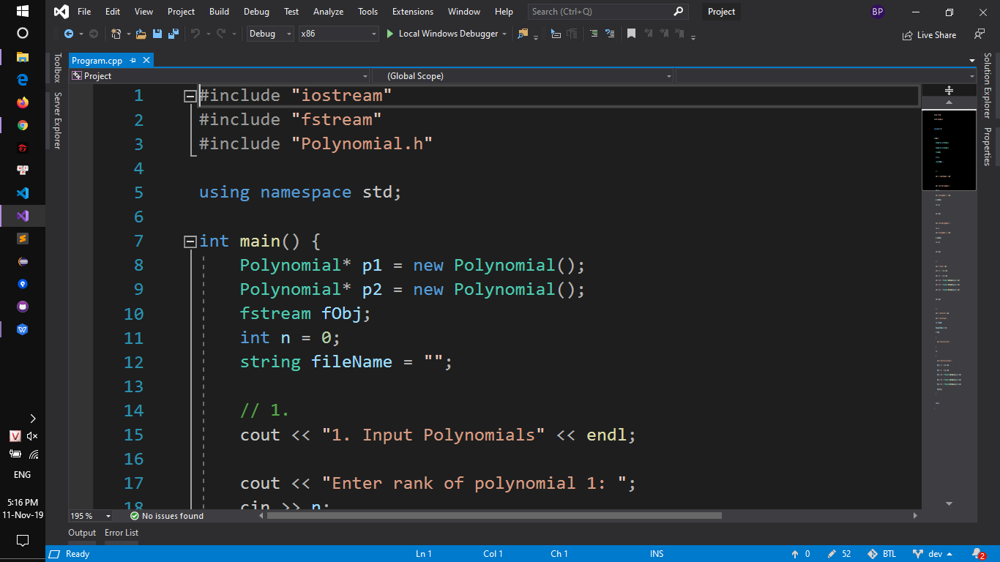 File Edit View Project Build Debug Test Analyze Tools Extensions Window Help Search (Ctrl+Q) Project BP
Debug x86 Local Windows Debugger Live Share
Toolbox
Server Explorer
Program.cpp
Project (Global Scope)
1 #include "iostream"
2 #include "fstream"
3 #include "Polynomial.h"
4
5 using namespace std;
6
7 int main() {
8 Polynomial* p1 = new Polynomial();
9 Polynomial* p2 = new Polynomial();
10 fstream fObj;
11 int n = 0;
12 string fileName = "";
13
14 // 1.
15 cout << "1. Input Polynomials" << endl;
16
17 cout << "Enter rank of polynomial 1: ";
18 cin >> n;
Solution Explorer
Properties
195 % No issues found
Output Error List
Ready Ln 1 Col 1 Ch 1 INS 0 52 BTL dev 2
ENG
5:16 PM
11-Nov-19